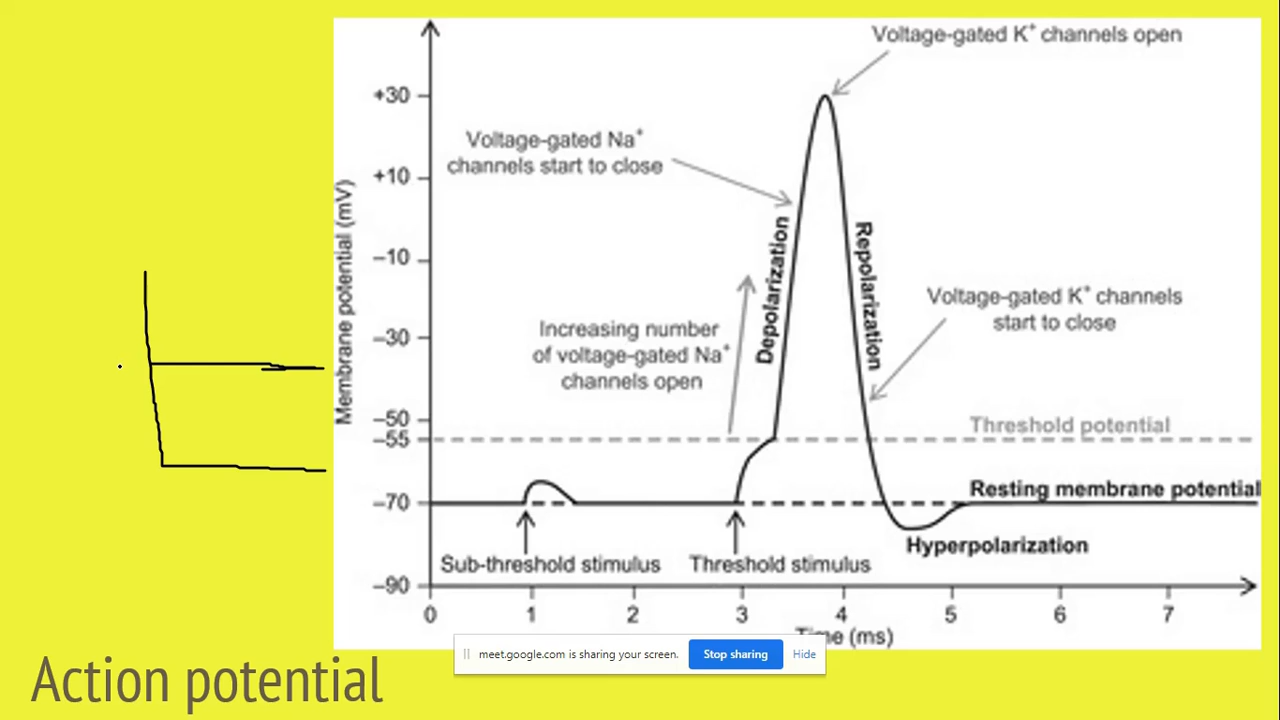 Voltage-gated K⁺ channels open
+30
Voltage-gated Na⁺
channels start to close
+10
Membrane potential (mV)
–10
Depolarization
Repolarization
Voltage-gated K⁺ channels
start to close
Increasing number
of voltage-gated Na⁺
channels open
–30
–50
–55
Threshold potential
–70
Resting membrane potential
Hyperpolarization
Sub-threshold stimulus
Threshold stimulus
–90
0 1 2 3 4 5 6 7
Time (ms)
meet.google.com is sharing your screen. Stop sharing Hide
Action potential